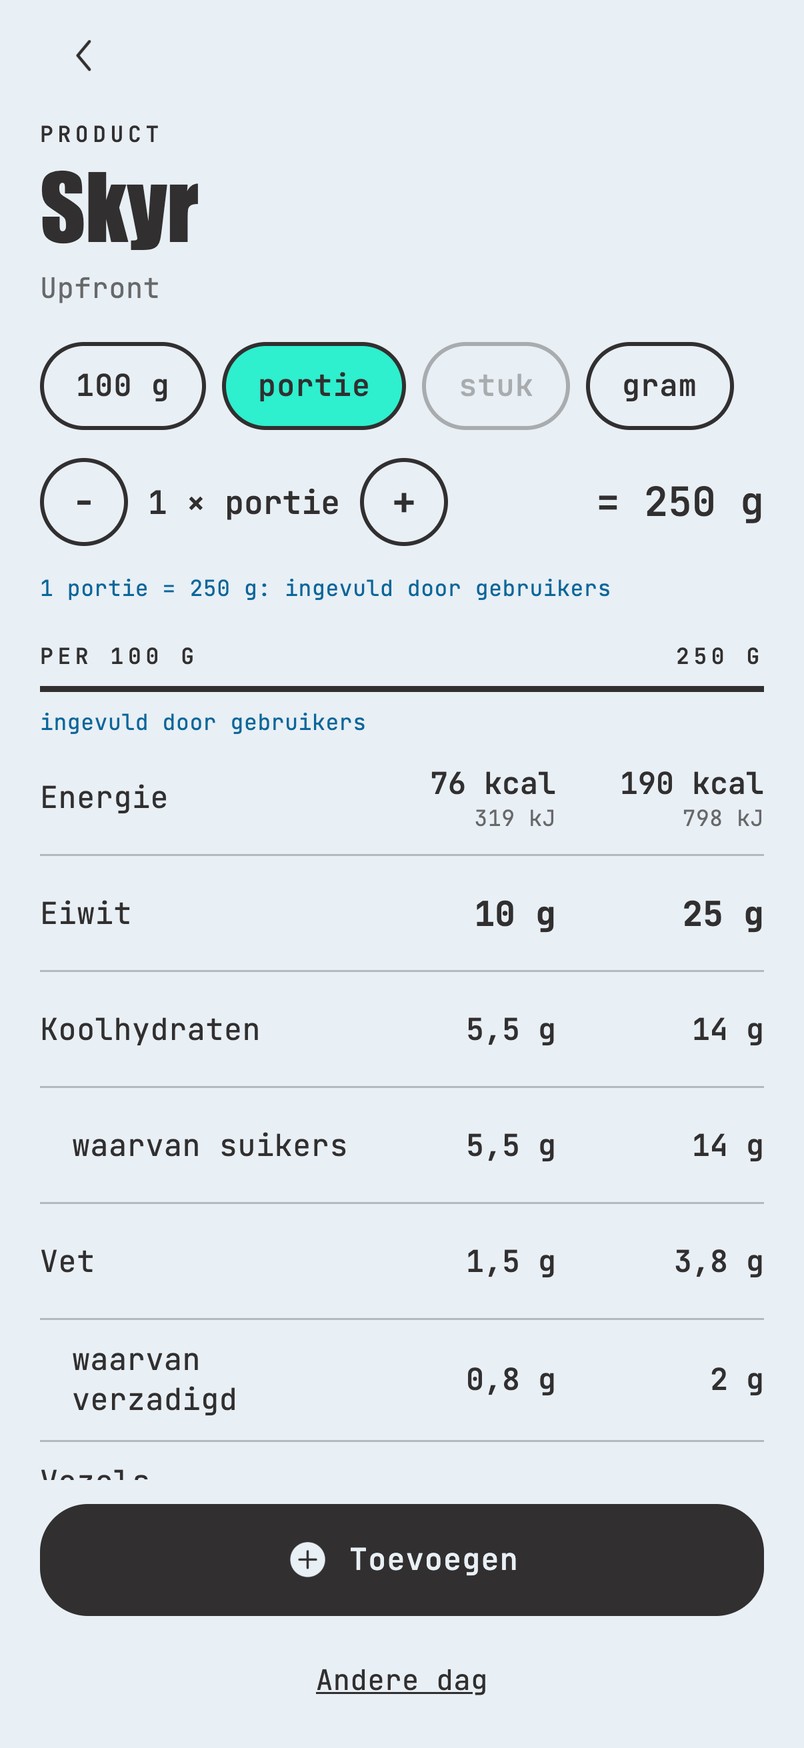 PRODUCT
Skyr
Upfront
100 g portie stuk gram
- 1 × portie + = 250 g
1 portie = 250 g: ingevuld door gebruikers
PER 100 G 250 G
ingevuld door gebruikers
Energie 76 kcal 190 kcal
319 kJ 798 kJ
Eiwit 10 g 25 g
Koolhydraten 5,5 g 14 g
waarvan suikers 5,5 g 14 g
Vet 1,5 g 3,8 g
waarvan
verzadigd 0,8 g 2 g
Vezels
Toevoegen
Andere dag